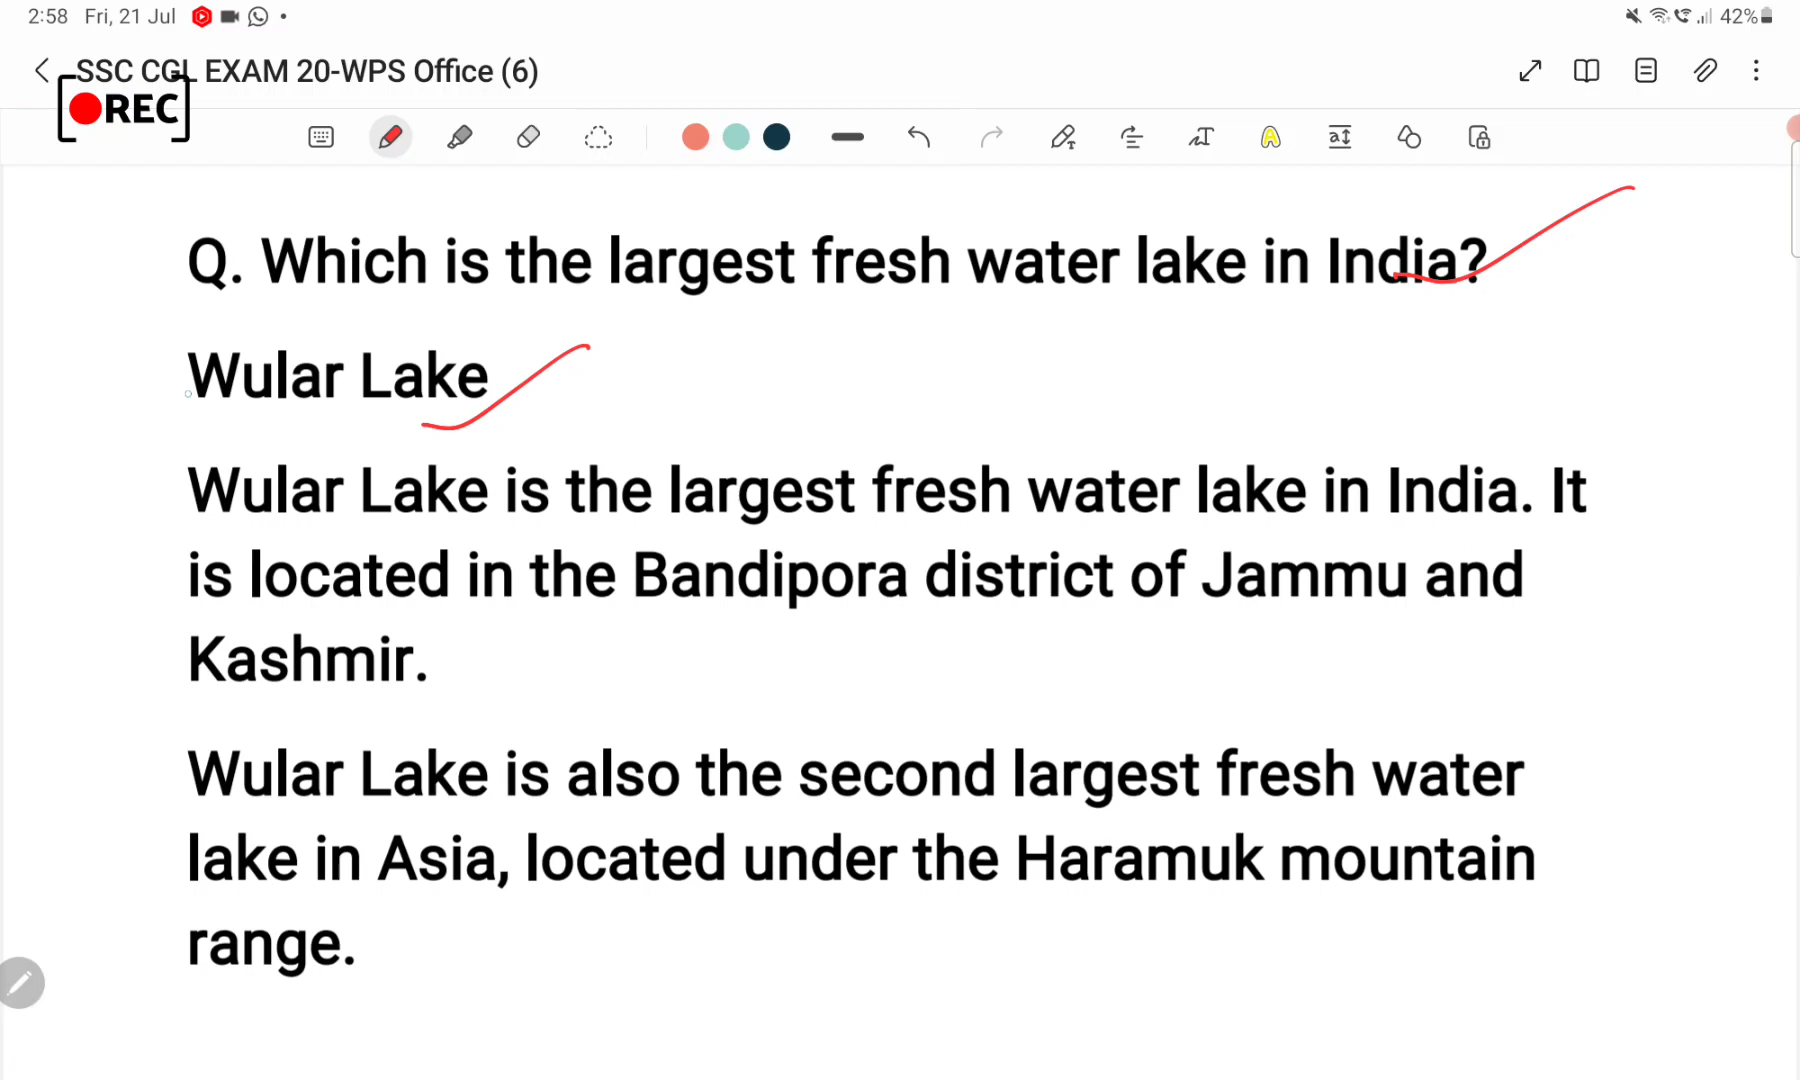 2:58 Fri, 21 Jul 42%
SSC CGL EXAM 20-WPS Office (6)
REC
Q. Which is the largest fresh water lake in India?
Wular Lake
Wular Lake is the largest fresh water lake in India. It
is located in the Bandipora district of Jammu and
Kashmir.
Wular Lake is also the second largest fresh water
lake in Asia, located under the Haramuk mountain
range.